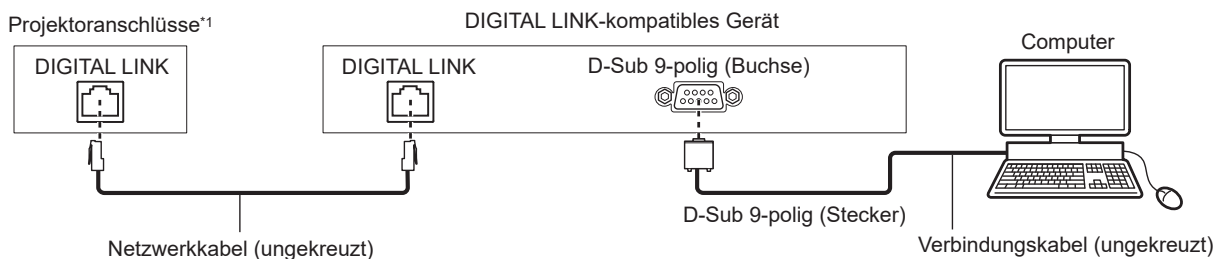 Projektoranschlüsse*1
DIGITAL LINK-kompatibles Gerät
Computer
DIGITAL LINK
DIGITAL LINK
D-Sub 9-polig (Buchse)
D-Sub 9-polig (Stecker)
Netzwerkkabel (ungekreuzt)
Verbindungskabel (ungekreuzt)